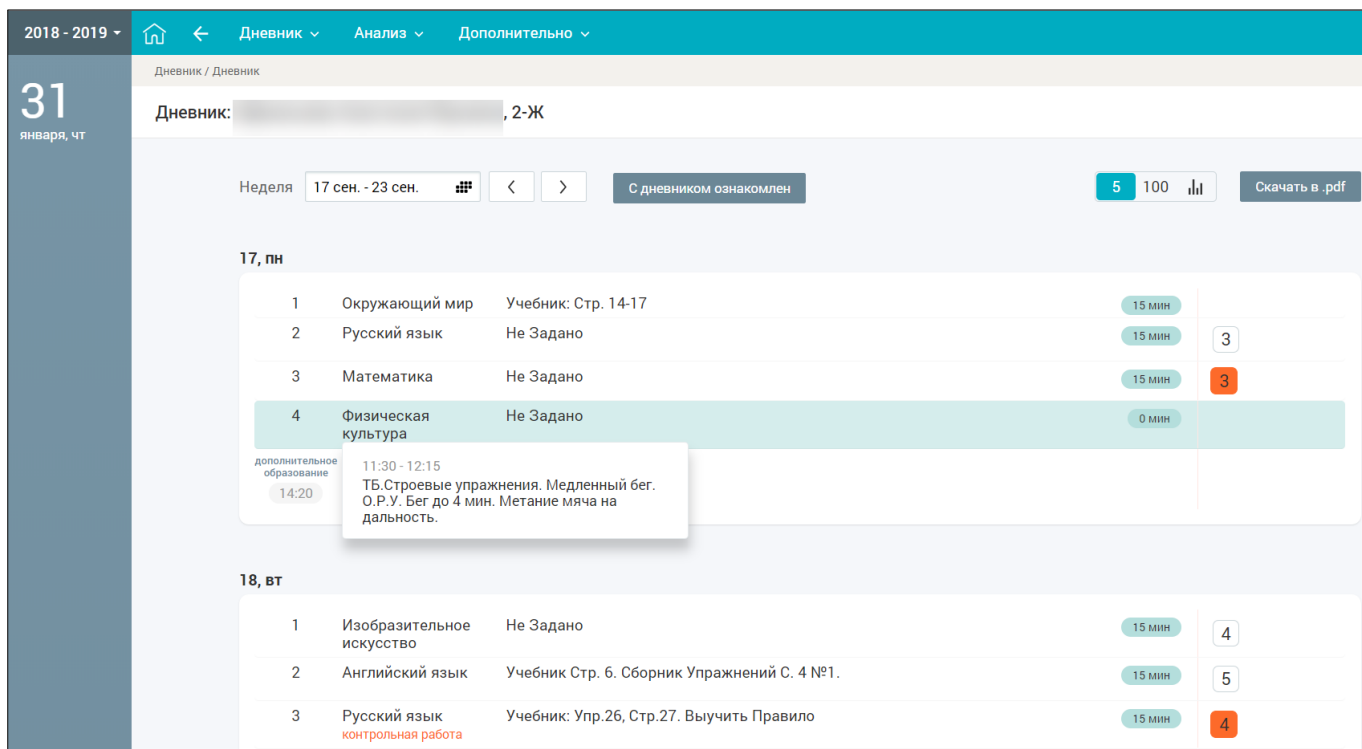 2018 - 2019
Дневник
Анализ
Дополнительно
31
января, чт
Дневник / Дневник
Дневник: , 2-Ж
Неделя 17 сен. - 23 сен. С дневником ознакомлен 5 100 Скачать в .pdf
17, пн
1 Окружающий мир Учебник: Стр. 14-17 15 мин
2 Русский язык Не Задано 15 мин 3
3 Математика Не Задано 15 мин 3
4 Физическая Не Задано 0 мин
культура
дополнительное
образование
14:20
11:30 - 12:15
ТБ.Строевые упражнения. Медленный бег.
О.Р.У. Бег до 4 мин. Метание мяча на
дальность.
18, вт
1 Изобразительное Не Задано 15 мин 4
искусство
2 Английский язык Учебник Стр. 6. Сборник Упражнений С. 4 №1. 15 мин 5
3 Русский язык Учебник: Упр.26, Стр.27. Выучить Правило 15 мин 4
контрольная работа